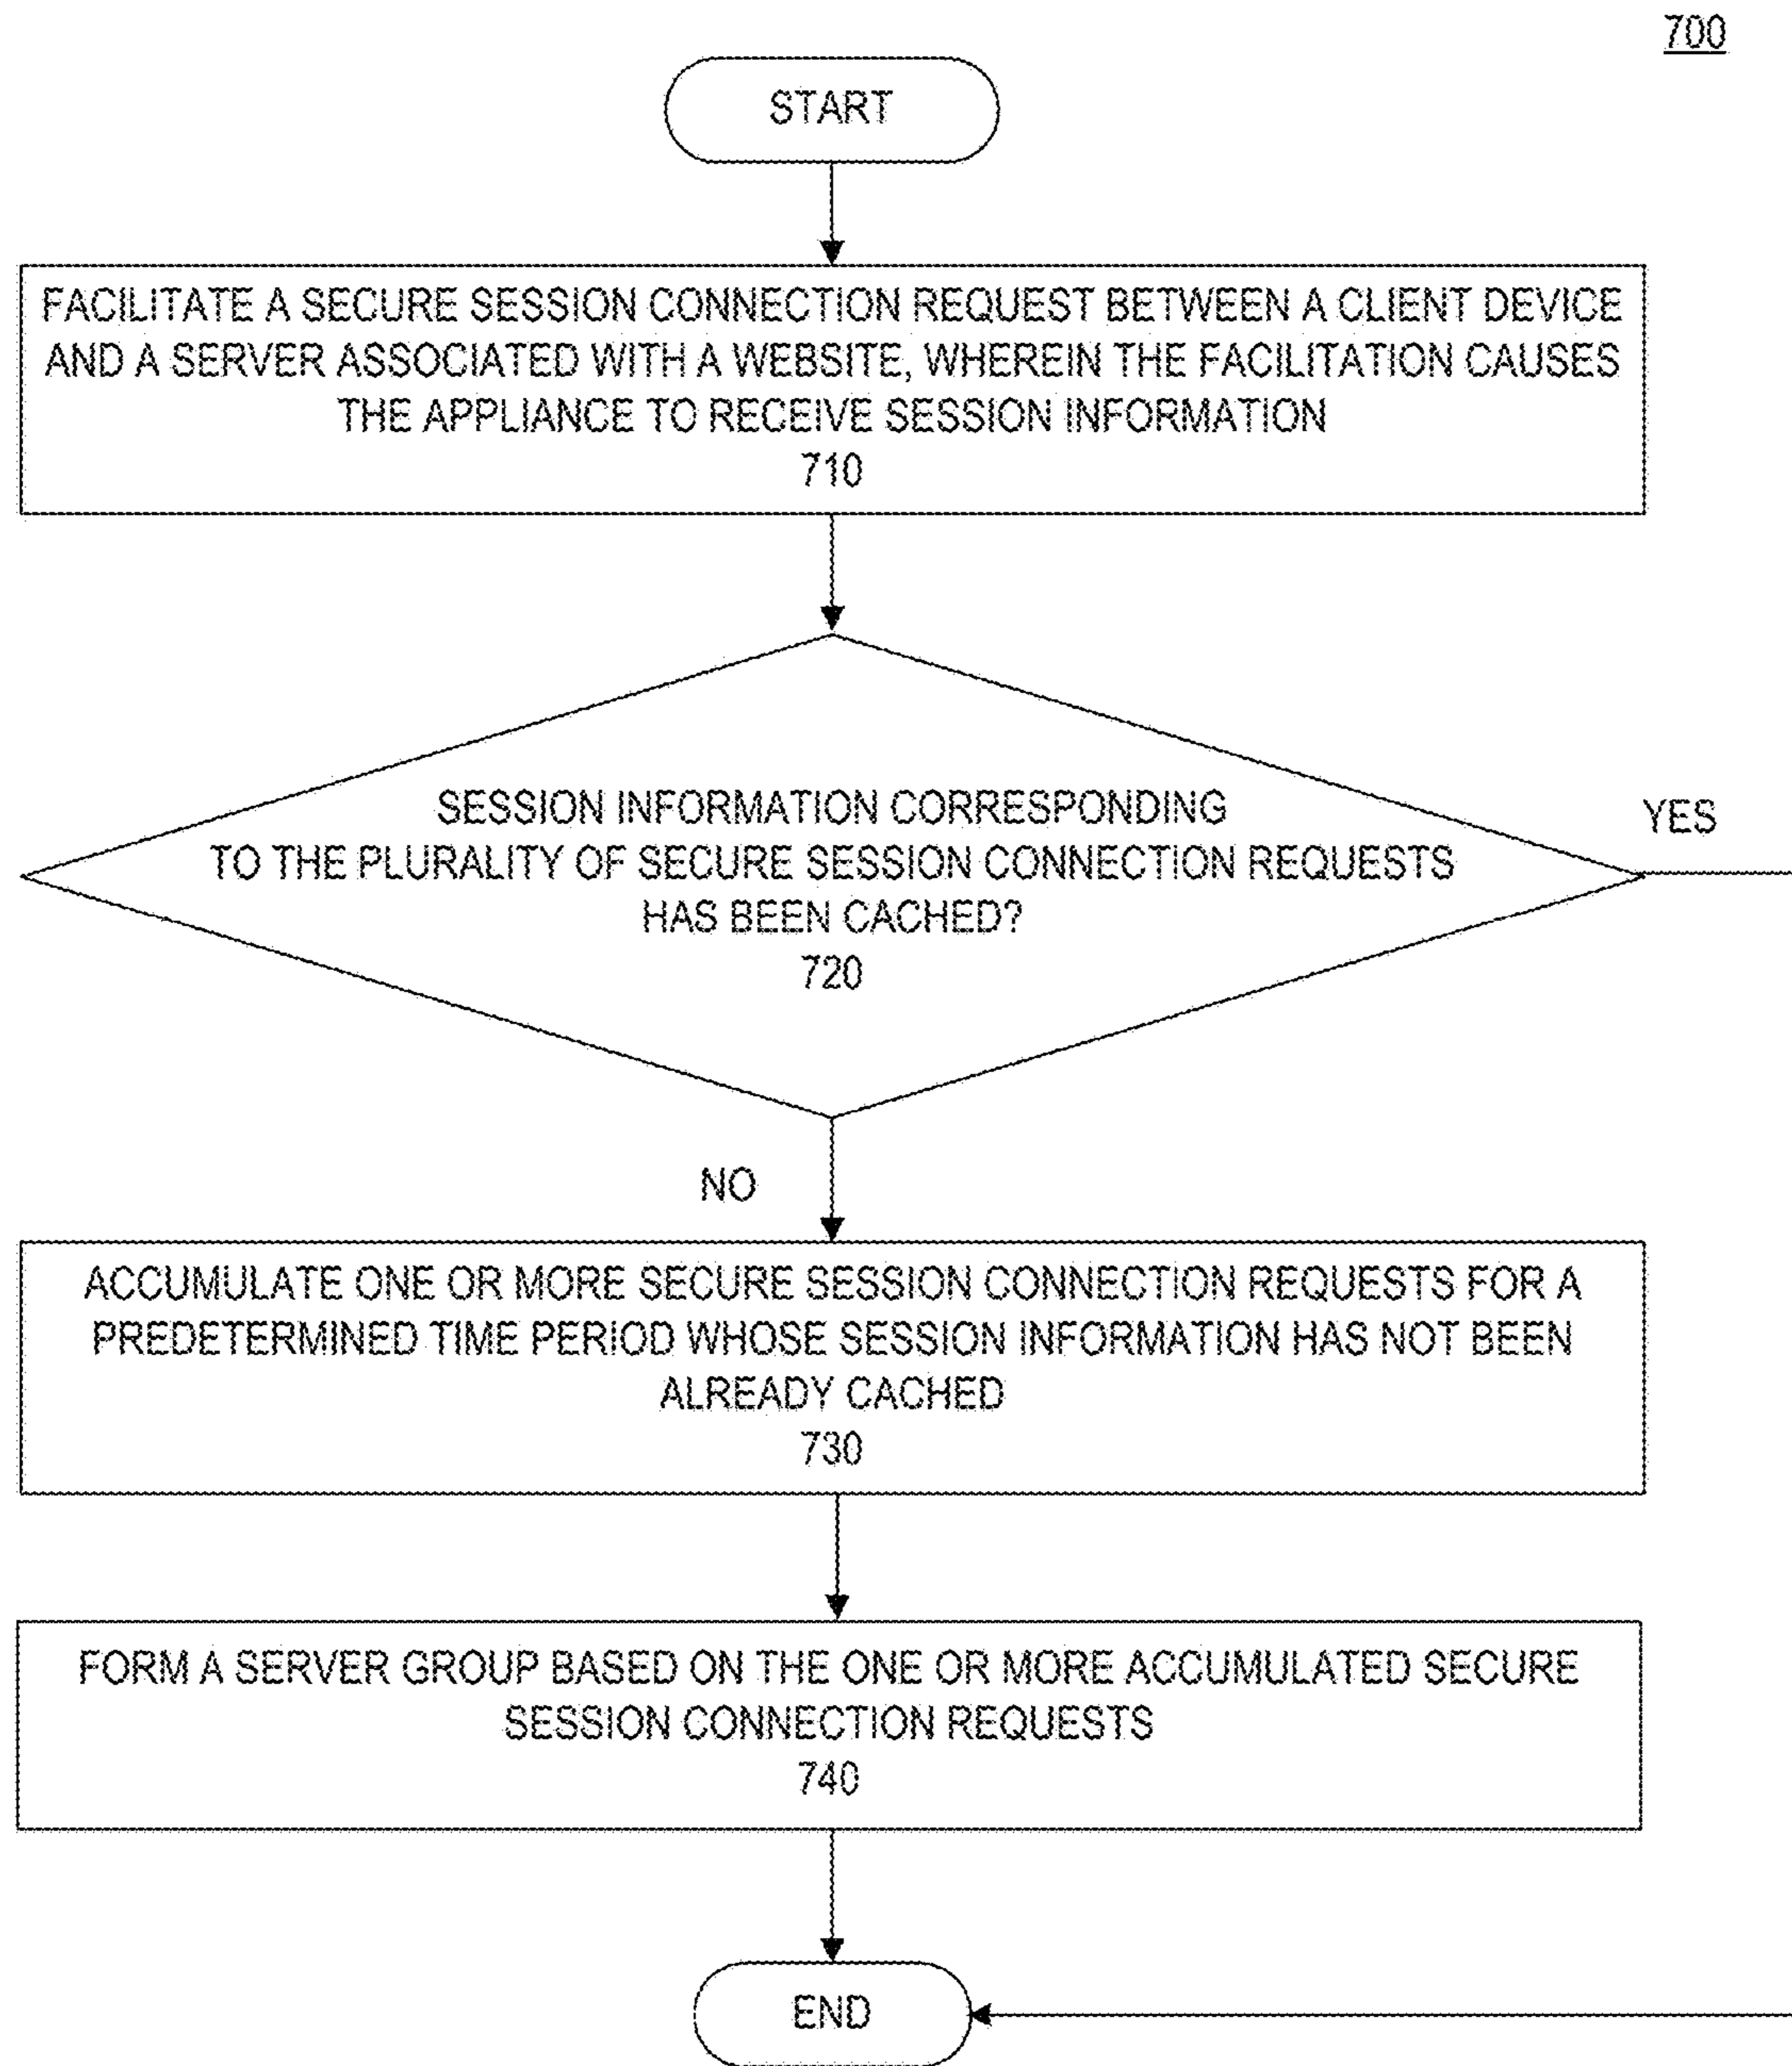 700
START
FACILITATE A SECURE SESSION CONNECTION REQUEST BETWEEN A CLIENT DEVICE
AND A SERVER ASSOCIATED WITH A WEBSITE, WHEREIN THE FACILITATION CAUSES
THE APPLIANCE TO RECEIVE SESSION INFORMATION
710
SESSION INFORMATION CORRESPONDING
TO THE PLURALITY OF SECURE SESSION CONNECTION REQUESTS
HAS BEEN CACHED?
720
YES
NO
ACCUMULATE ONE OR MORE SECURE SESSION CONNECTION REQUESTS FOR A
PREDETERMINED TIME PERIOD WHOSE SESSION INFORMATION HAS NOT BEEN
ALREADY CACHED
730
FORM A SERVER GROUP BASED ON THE ONE OR MORE ACCUMULATED SECURE
SESSION CONNECTION REQUESTS
740
END